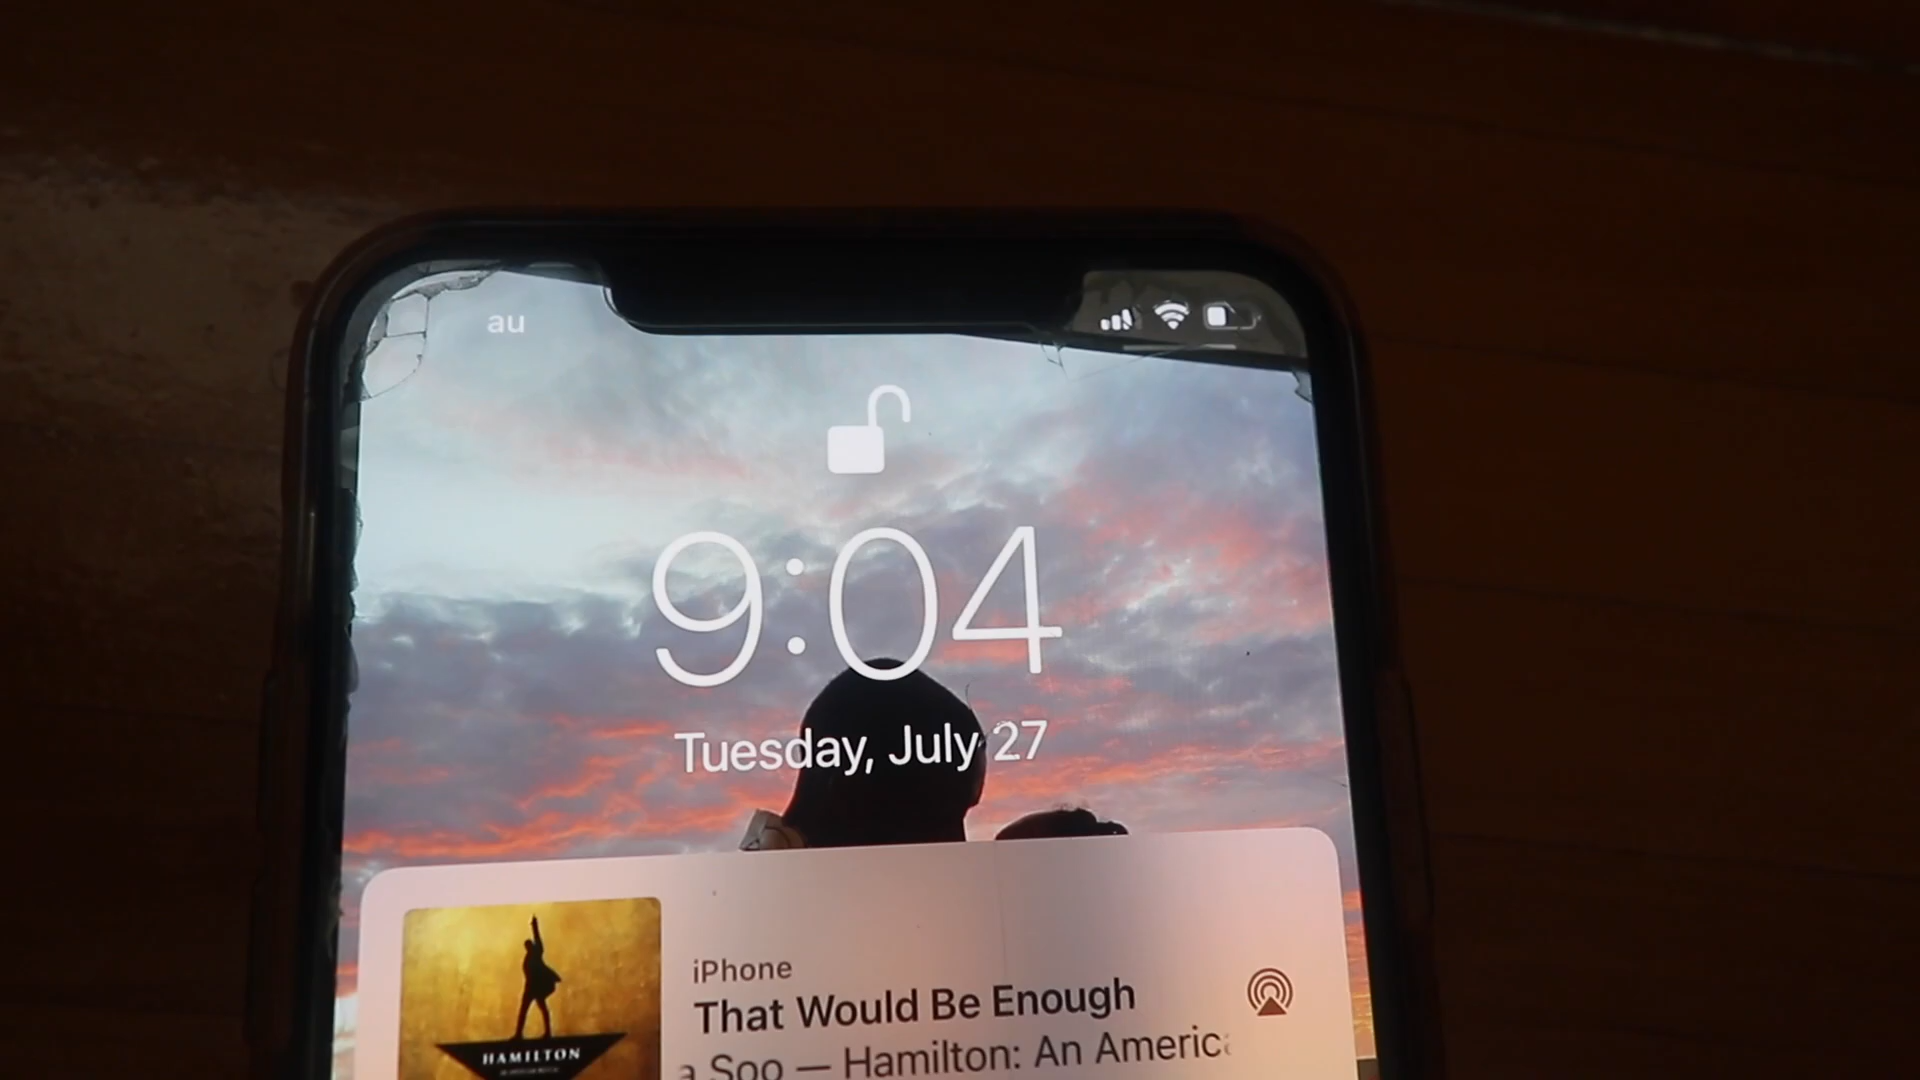 au
9:04
Tuesday, July 27
iPhone
That Would Be Enough
a Soo — Hamilton: An Americ
HAMILTON